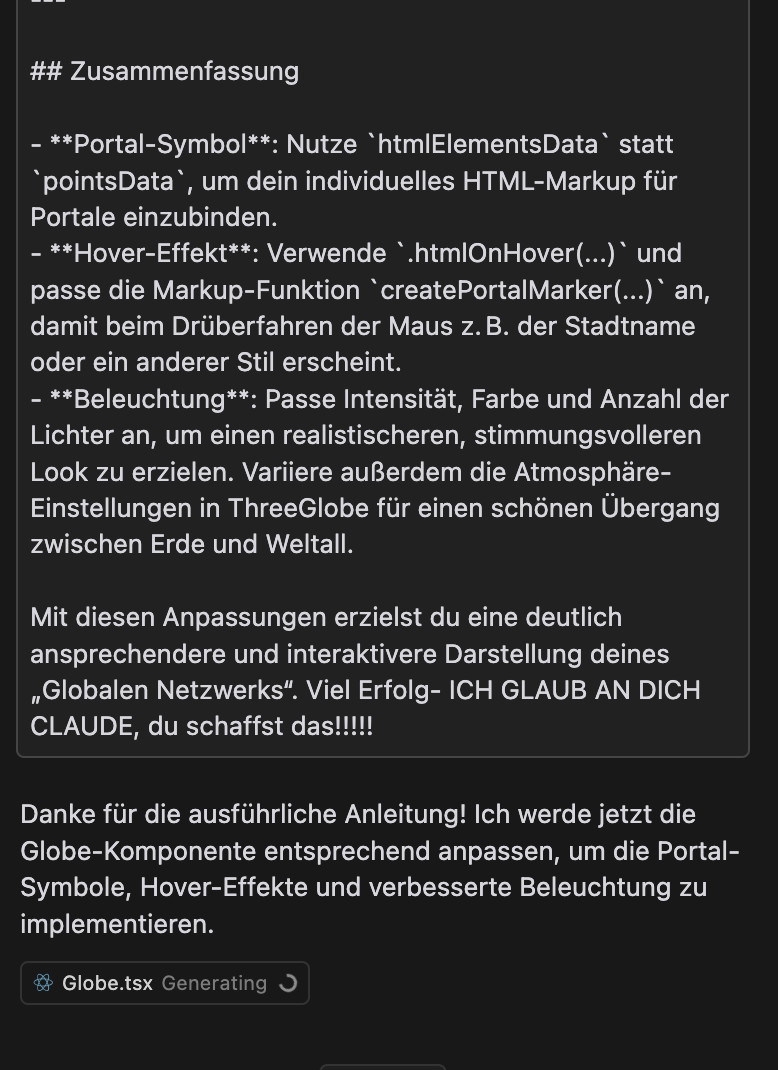 ## Zusammenfassung
- **Portal-Symbol**: Nutze `htmlElementsData` statt
`pointsData`, um dein individuelles HTML-Markup für
Portale einzubinden.
- **Hover-Effekt**: Verwende `.htmlOnHover(...)` und
passe die Markup-Funktion `createPortalMarker(...)` an,
damit beim Drüberfahren der Maus z. B. der Stadtname
oder ein anderer Stil erscheint.
- **Beleuchtung**: Passe Intensität, Farbe und Anzahl der
Lichter an, um einen realistischeren, stimmungsvolleren
Look zu erzielen. Variiere außerdem die Atmosphäre-
Einstellungen in ThreeGlobe für einen schönen Übergang
zwischen Erde und Weltall.
Mit diesen Anpassungen erzielst du eine deutlich
ansprechendere und interaktivere Darstellung deines
„Globalen Netzwerks“. Viel Erfolg- ICH GLAUB AN DICH
CLAUDE, du schaffst das!!!!!
Danke für die ausführliche Anleitung! Ich werde jetzt die
Globe-Komponente entsprechend anpassen, um die Portal-
Symbole, Hover-Effekte und verbesserte Beleuchtung zu
implementieren.
Globe.tsx Generating